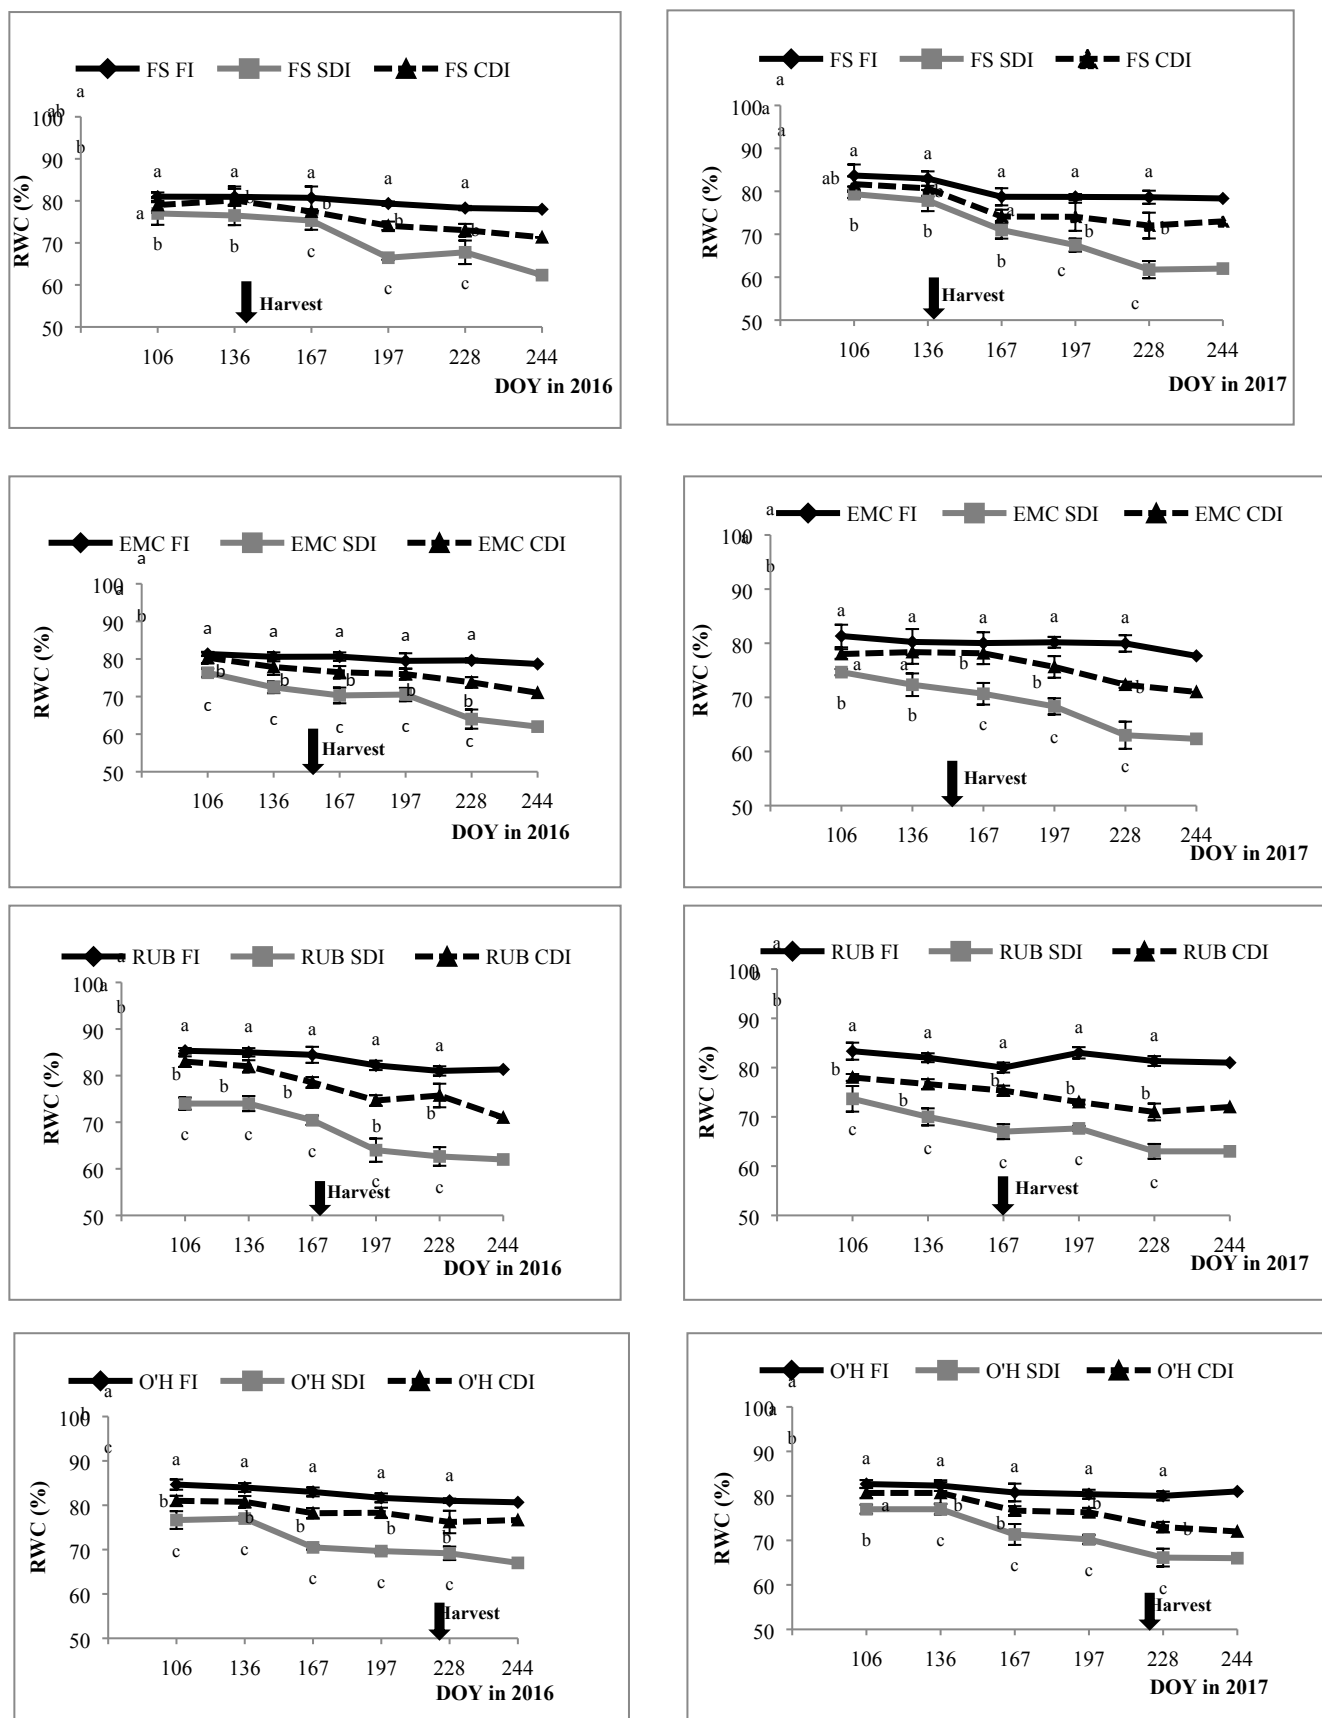 FS FI FS SDI FS CDI
a
ab
b
100
90
80
70
60
50
RWC (%)
a a a a a
b b b b
a
b b c c c
Harvest
106 136 167 197 228 244
DOY in 2016
FS FI FS SDI FS CDI
a
a
a
100
90
80
70
60
50
RWC (%)
a a a a a
ab b a b b
b b b c c
Harvest
106 136 167 197 228 244
DOY in 2017
EMC FI EMC SDI EMC CDI
a
a
b
100
90
80
70
60
50
RWC (%)
a a a a a
b b b b b
c c c c c
Harvest
106 136 167 197 228 244
DOY in 2016
EMC FI EMC SDI EMC CDI
a
a
b
100
90
80
70
60
50
RWC (%)
a a a a a
a a b b b
b b c c c
Harvest
106 136 167 197 228 244
DOY in 2017
RUB FI RUB SDI RUB CDI
a
a
b
100
90
80
70
60
50
RWC (%)
a a a a a
b b b b b
c c c c c
Harvest
106 136 167 197 228 244
DOY in 2016
RUB FI RUB SDI RUB CDI
a
b
b
100
90
80
70
60
50
RWC (%)
a a a a a
b b b b b
c c c c c
Harvest
106 136 167 197 228 244
DOY in 2017
O'H FI O'H SDI O'H CDI
a
b
c
100
90
80
70
60
50
RWC (%)
a a a a a
b b b b b
c c c c c
Harvest
106 136 167 197 228 244
DOY in 2016
O'H FI O'H SDI O'H CDI
a
a
b
100
90
80
70
60
50
RWC (%)
a a a a a
a b b b b
b c c c c
Harvest
106 136 167 197 228 244
DOY in 2017